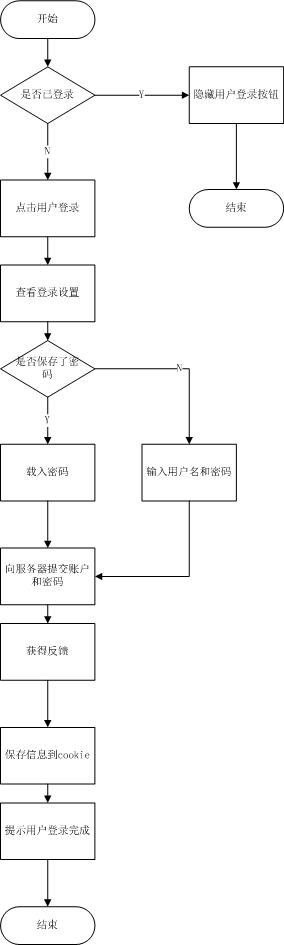 开始
是否已登录
Y
隐藏用户登录按钮
N
点击用户登录
结束
查看登录设置
是否保存了密
码
N
Y
载入密码
输入用户名和密码
向服务器提交账户
和密码
获得反馈
保存信息到cookie
提示用户登录完成
结束